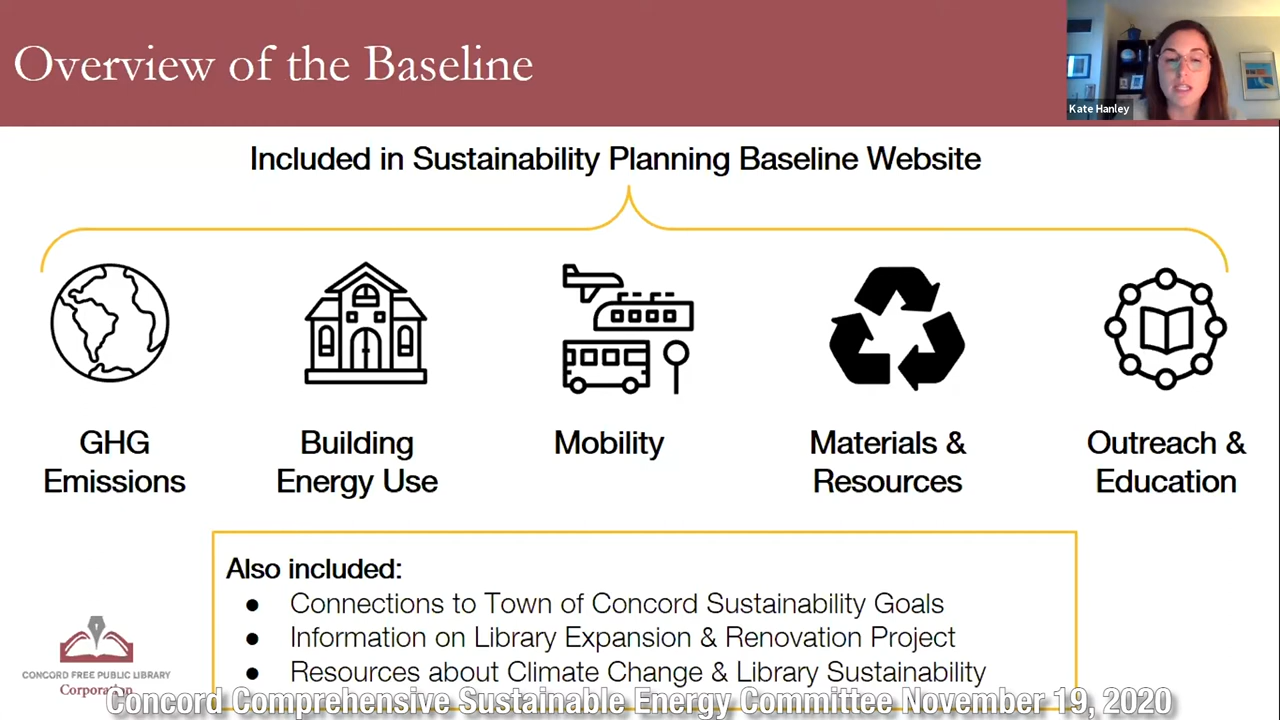 Overview of the Baseline
Kate Hanley
Included in Sustainability Planning Baseline Website
GHG
Emissions
Building
Energy Use
Mobility
Materials &
Resources
Outreach &
Education
Also included:
● Connections to Town of Concord Sustainability Goals
● Information on Library Expansion & Renovation Project
● Resources about Climate Change & Library Sustainability
CONCORD FREE PUBLIC LIBRARY
Corporation
Concord Comprehensive Sustainable Energy Committee November 19, 2020